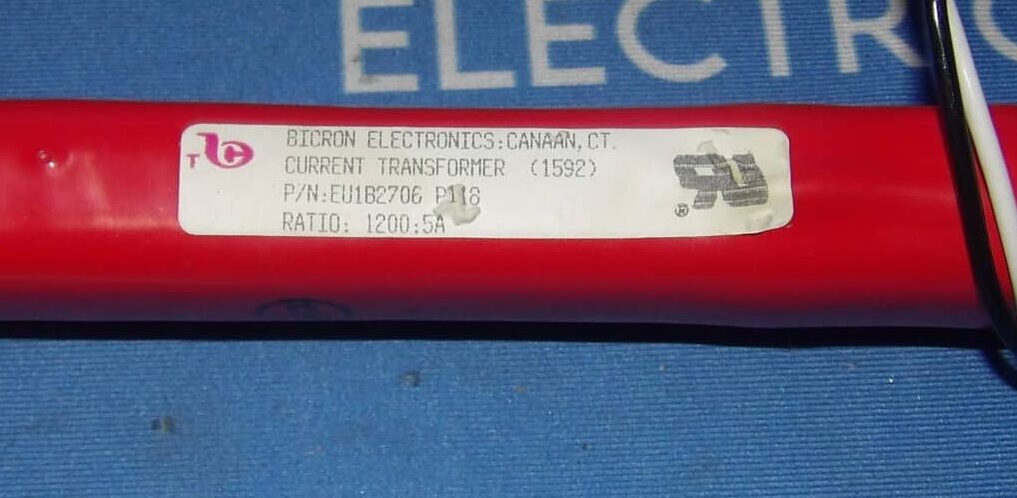 ELECTR
BICRON ELECTRONICS:CANAAN,CT.
CURRENT TRANSFORMER (1592)
P/N:EU1B2706 P118
RATIO: 1200:5A
T